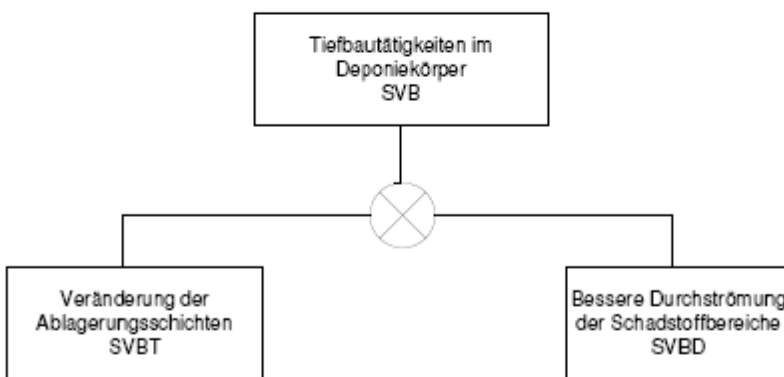 Tiefbautätigkeiten im
Deponiekörper
SVB
Veränderung der
Ablagerungsschichten
SVBT
Bessere Durchströmung
der Schadstoffbereiche
SVBD